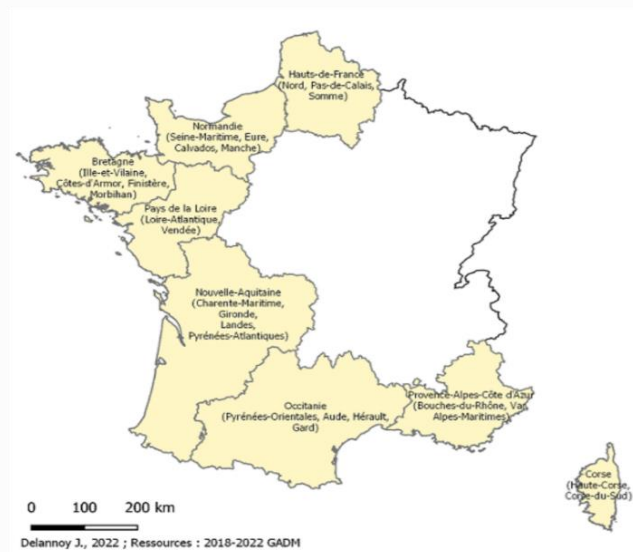 Hauts-de-France
(Nord, Pas-de-Calais,
Somme)
Normandie
(Seine-Maritime, Eure,
Calvados, Manche)
Bretagne
(Ille-et-Vilaine,
Côtes-d'Armor, Finistère,
Morbihan)
Pays de la Loire
(Loire-Atlantique,
Vendée)
Nouvelle-Aquitaine
(Charente-Maritime,
Gironde,
Landes,
Pyrénées-Atlantiques)
Occitanie
(Pyrénées-Orientales, Aude, Hérault,
Gard)
Provence-Alpes-Côte d'Azur
(Bouches-du-Rhône, Var,
Alpes-Maritimes)
Corse
(Haute-Corse,
Corse-du-Sud)
0 100 200 km
Delannoy J., 2022 ; Ressources : 2018-2022 GADM